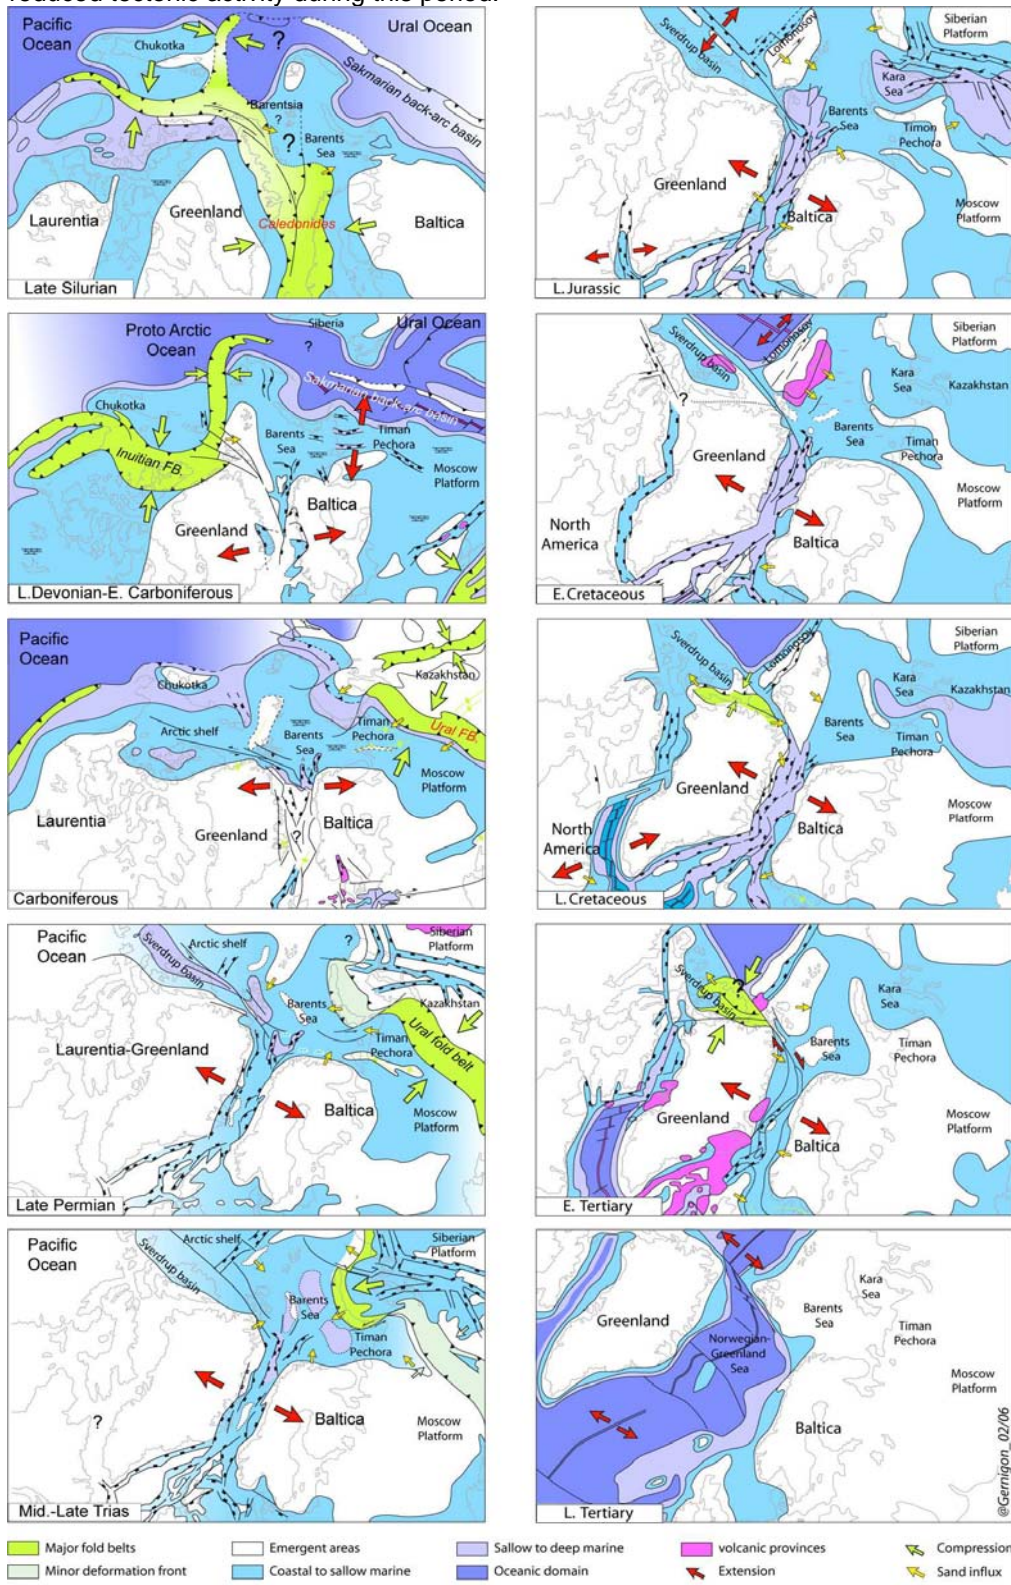 reduced tectonic activity during this period.
Pacific
Ocean
Chukotka
?
Ural Ocean
Sakmarian back-arc basin
Barentsia
?
?
Barents
Sea
Laurentia
Greenland
Caledonides
Baltica
Late Silurian
Proto Arctic
Ocean
Siberia
Ural Ocean
?
Sakmarian back-arc basin
Chukotka
Inuitian FB.
Barents
Sea
Timan
Pechora
Moscow
Platform
Baltica
Greenland
L.Devonian-E. Carboniferous
Pacific
Ocean
Chukotka
Kazakhstan
Arctic shelf
Barents
Sea
Timan
Pechora
Ural FB.
Moscow
Platform
Laurentia
Greenland
?
Baltica
Carboniferous
Pacific
Ocean
Sverdrup basin
Arctic shelf
?
Siberian
Platform
Kazakhstan
Barents
Sea
Timan
Pechora
Ural fold belt
Laurentia-Greenland
Baltica
Moscow
Platform
Late Permian
Pacific
Ocean
Sverdrup basin
Arctic shelf
Siberian
Platform
Barents
Sea
Timan
Pechora
?
Baltica
Moscow
Platform
Mid.-Late Trias
Sverdrup basin
Lomonosov
Siberian
Platform
Kara
Sea
Barents
Sea
Timon
Pechora
Greenland
Baltica
Moscow
Platform
L. Jurassic
Sverdrup basin
Lomonosov
Siberian
Platform
Kara
Sea
Kazakhstan
?
Barents
Sea
Timan
Pechora
Greenland
Moscow
Platform
North
America
Baltica
E. Cretaceous
Sverdrup basin
Lomonosov
Siberian
Platform
Kara
Sea
Kazakhstan
Barents
Sea
Timan
Pechora
Greenland
North
America
Baltica
Moscow
Platform
L. Cretaceous
Sverdrup basin
?
Kara
Sea
Barents
Sea
Timan
Pechora
Greenland
Baltica
Moscow
Platform
E. Tertiary
Greenland
Norwegian-
Greenland
Sea
Kara
Sea
Barents
Sea
Timan
Pechora
Moscow
Platform
Baltica
L. Tertiary
@Gernigon_02/06
Major fold belts
Emergent areas
Sallow to deep marine
volcanic provinces
Compression
Minor deformation front
Coastal to sallow marine
Oceanic domain
Extension
Sand influx